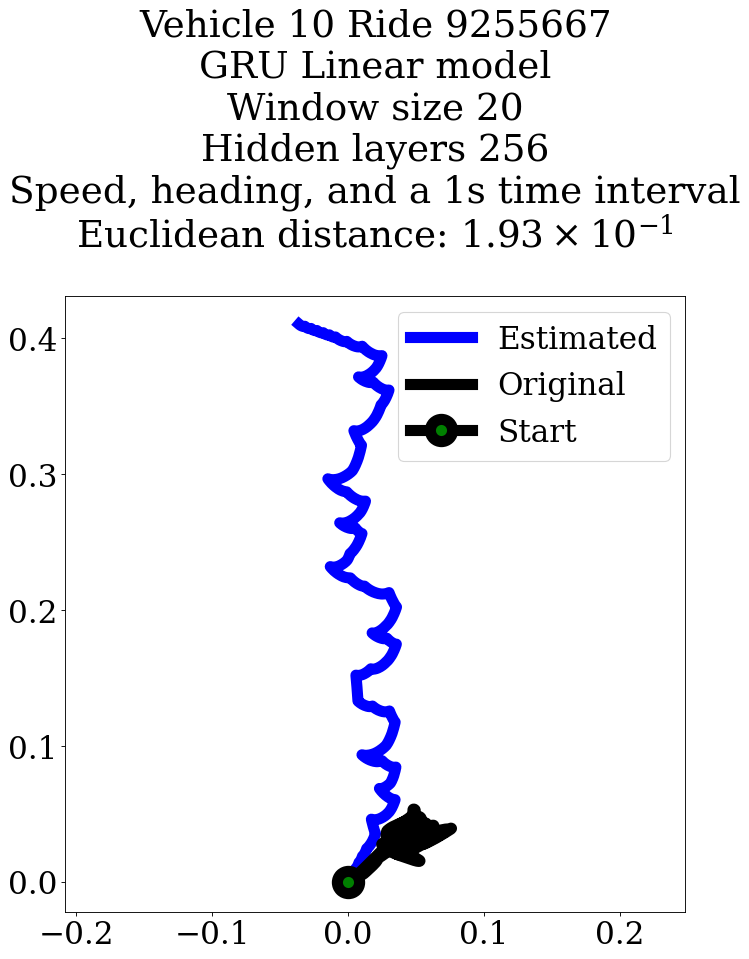 Vehicle 10 Ride 9255667
GRU Linear model
Window size 20
Hidden layers 256
Speed, heading, and a 1s time interval
Euclidean distance: 1.93 × 10⁻¹
Estimated
Original
Start
0.4
0.3
0.2
0.1
0.0
−0.2 −0.1 0.0 0.1 0.2